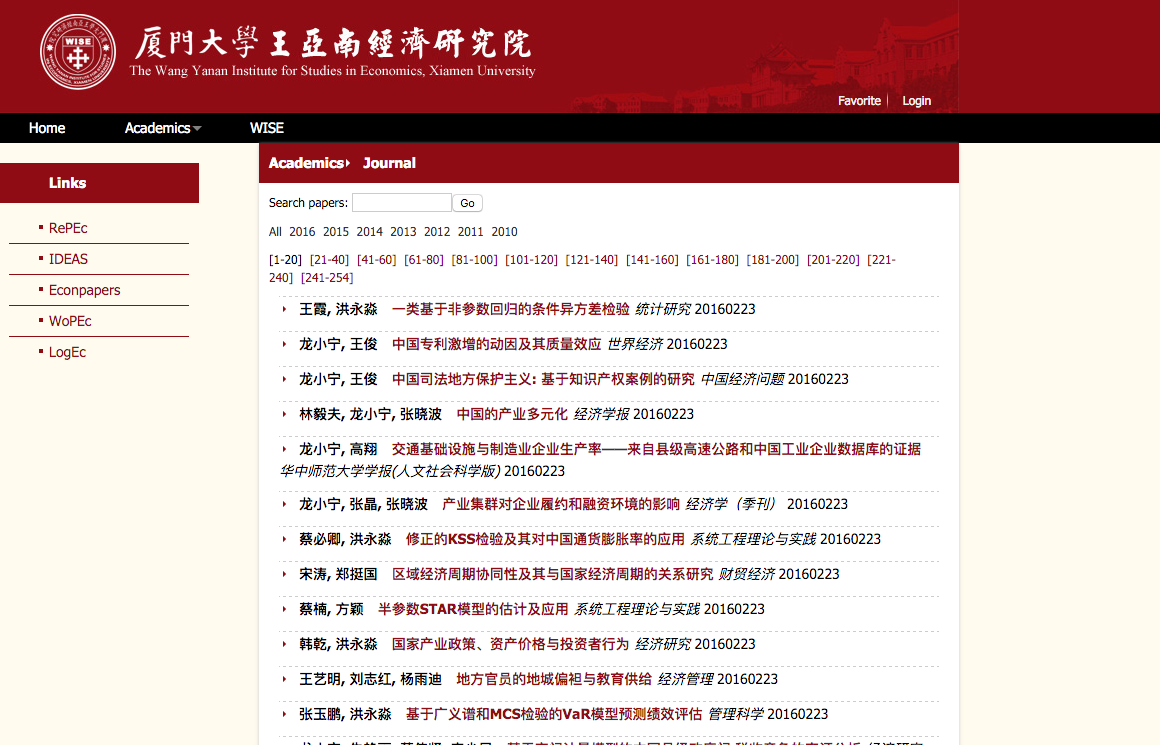 厦門大學王亞南經濟研究院
WISE
The Wang Yanan Institute for Studies in Economics, Xiamen University
Favorite Login
Home Academics WISE
Links
RePEc
IDEAS
Econpapers
WoPEc
LogEc
Academics Journal
Search papers: Go
All 2016 2015 2014 2013 2012 2011 2010
[1-20] [21-40] [41-60] [61-80] [81-100] [101-120] [121-140] [141-160] [161-180] [181-200] [201-220] [221-
240] [241-254]
王霞, 洪永淼 一类基于非参数回归的条件异方差检验 统计研究 20160223
龙小宁, 王俊 中国专利激增的动因及其质量效应 世界经济 20160223
龙小宁, 王俊 中国司法地方保护主义: 基于知识产权案例的研究 中国经济问题 20160223
林毅夫, 龙小宁, 张晓波 中国的产业多元化 经济学报 20160223
龙小宁, 高翔 交通基础设施与制造业企业生产率——来自县级高速公路和中国工业企业数据库的证据
华中师范大学学报(人文社会科学版) 20160223
龙小宁, 张晶, 张晓波 产业集群对企业履约和融资环境的影响 经济学（季刊） 20160223
蔡必卿, 洪永淼 修正的KSS检验及其对中国通货膨胀率的应用 系统工程理论与实践 20160223
宋涛, 郑挺国 区域经济周期协同性及其与国家经济周期的关系研究 财贸经济 20160223
蔡楠, 方颖 半参数STAR模型的估计及应用 系统工程理论与实践 20160223
韩乾, 洪永淼 国家产业政策、资产价格与投资者行为 经济研究 20160223
王艺明, 刘志红, 杨雨迪 地方官员的地城偏袒与教育供给 经济管理 20160223
张玉鹏, 洪永淼 基于广义谱和MCS检验的VaR模型预测绩效评估 管理科学 20160223